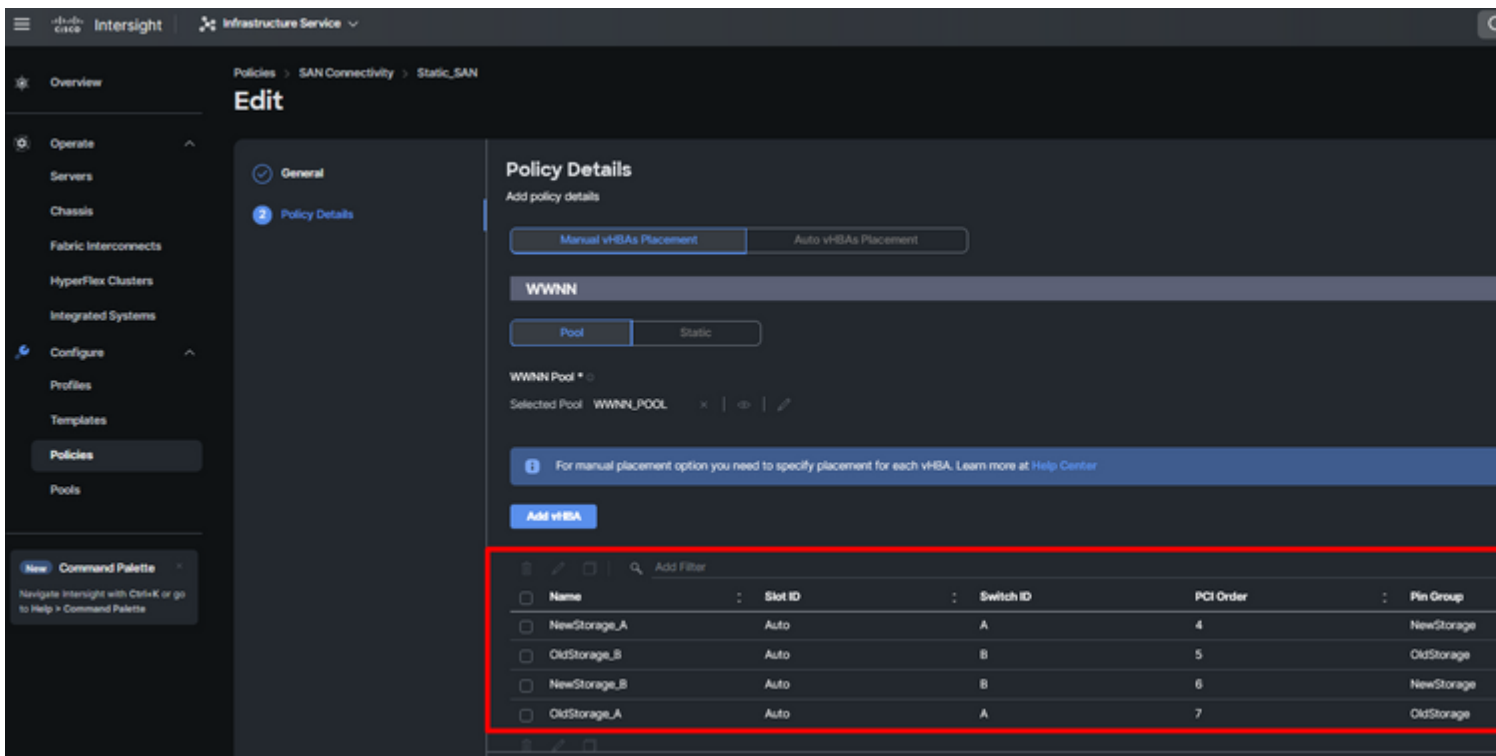 cisco Intersight Infrastructure Service
Overview
Operate
Servers
Chassis
Fabric Interconnects
HyperFlex Clusters
Integrated Systems
Configure
Profiles
Templates
Policies
Pools
New Command Palette
Navigate Intersight with Ctrl+K or go
to Help > Command Palette
Policies > SAN Connectivity > Static_SAN
Edit
General
2 Policy Details
Policy Details
Add policy details
Manual vHBAs Placement Auto vHBAs Placement
WWNN
Pool Static
WWNN Pool *
Selected Pool WWNN_POOL
For manual placement option you need to specify placement for each vHBA. Learn more at Help Center
Add vHBA
Add Filter
Name Slot ID Switch ID PCI Order Pin Group
NewStorage_A Auto A 4 NewStorage
OldStorage_B Auto B 5 OldStorage
NewStorage_B Auto B 6 NewStorage
OldStorage_A Auto A 7 OldStorage